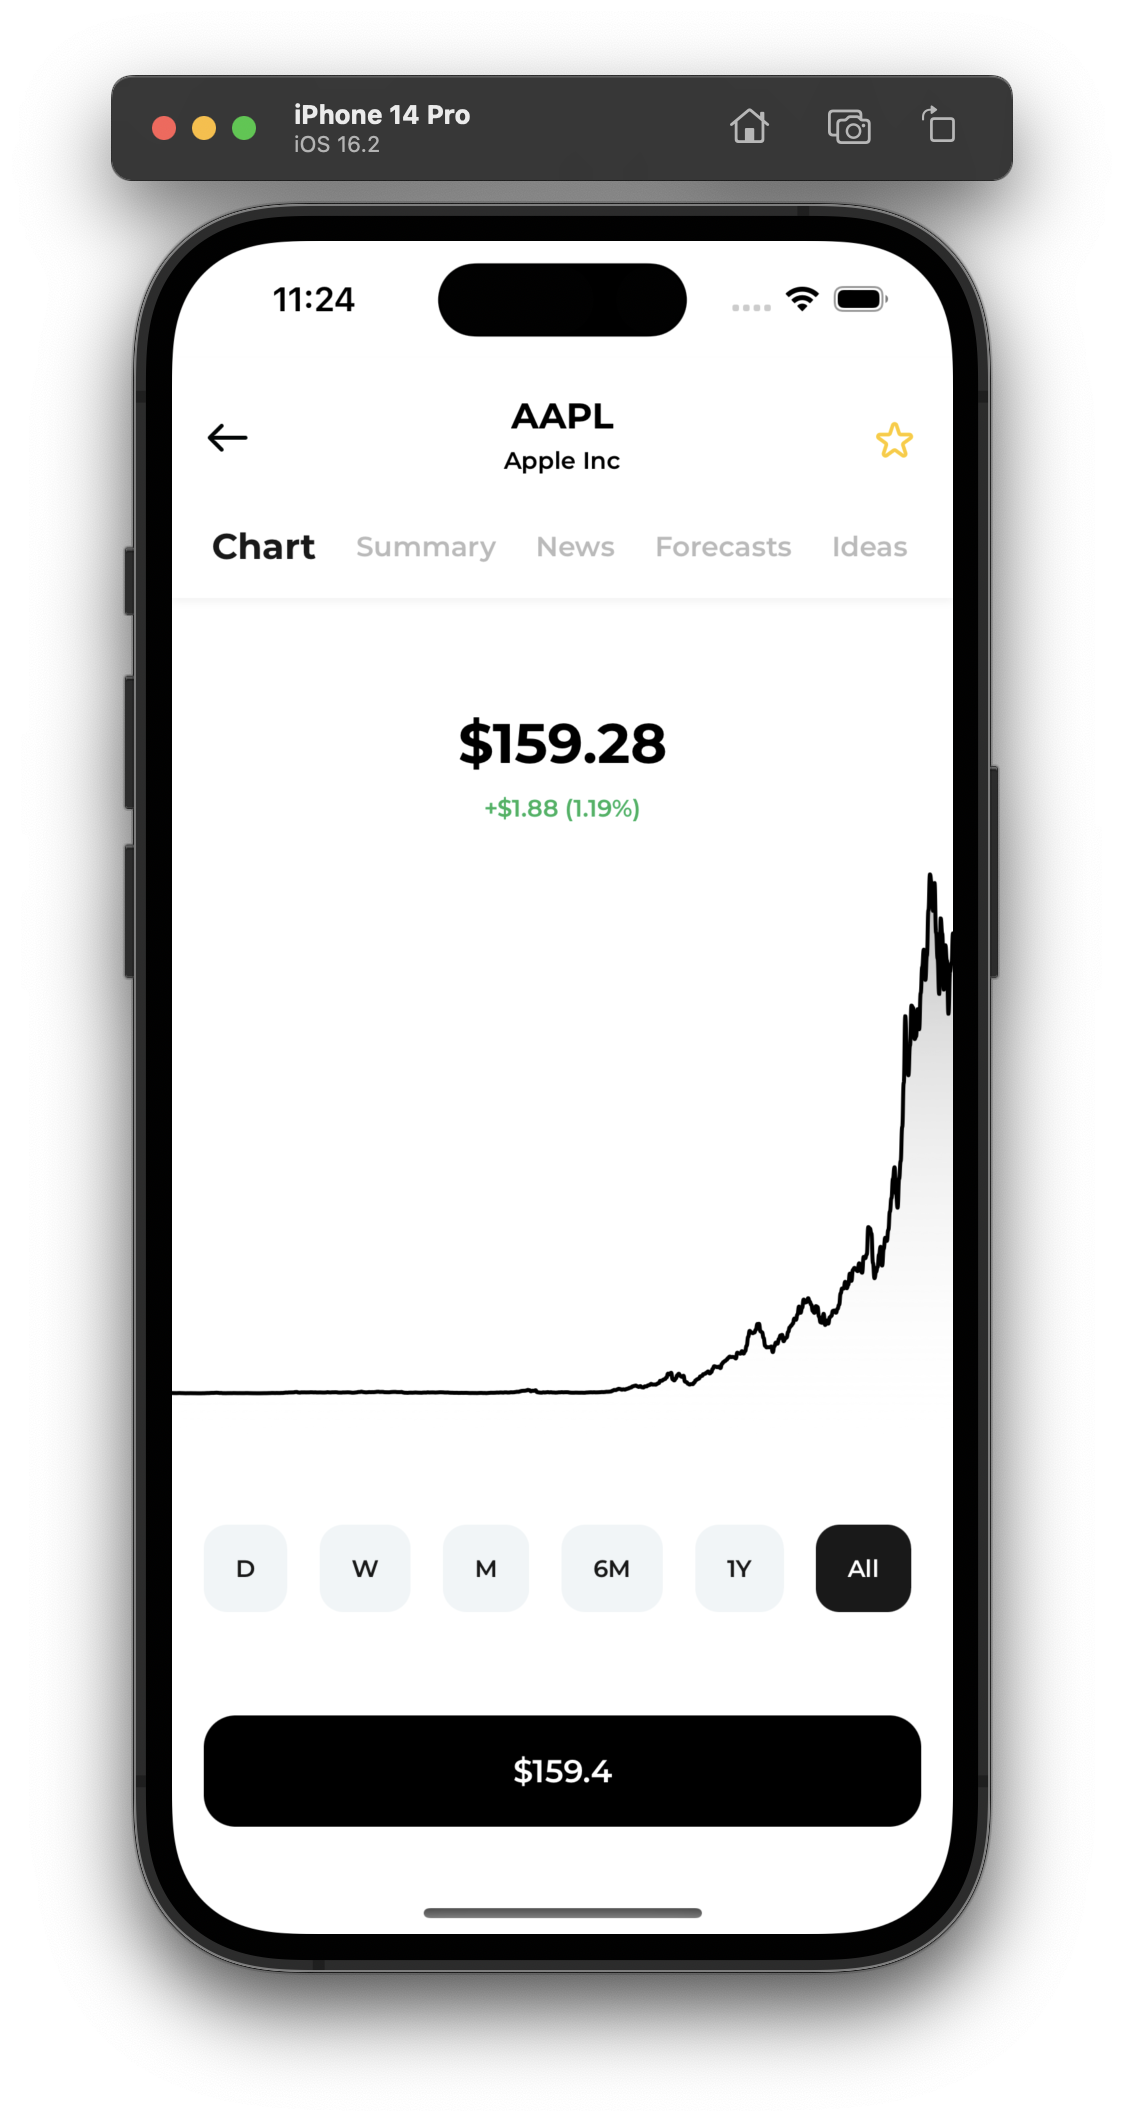 iPhone 14 Pro
iOS 16.2
11:24
AAPL
Apple Inc
Chart Summary News Forecasts Ideas
$159.28
+$1.88 (1.19%)
D W M 6M 1Y All
$159.4